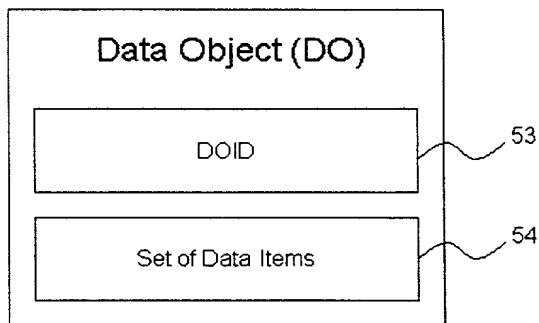 Data Object (DO)
DOID
53
Set of Data Items
54